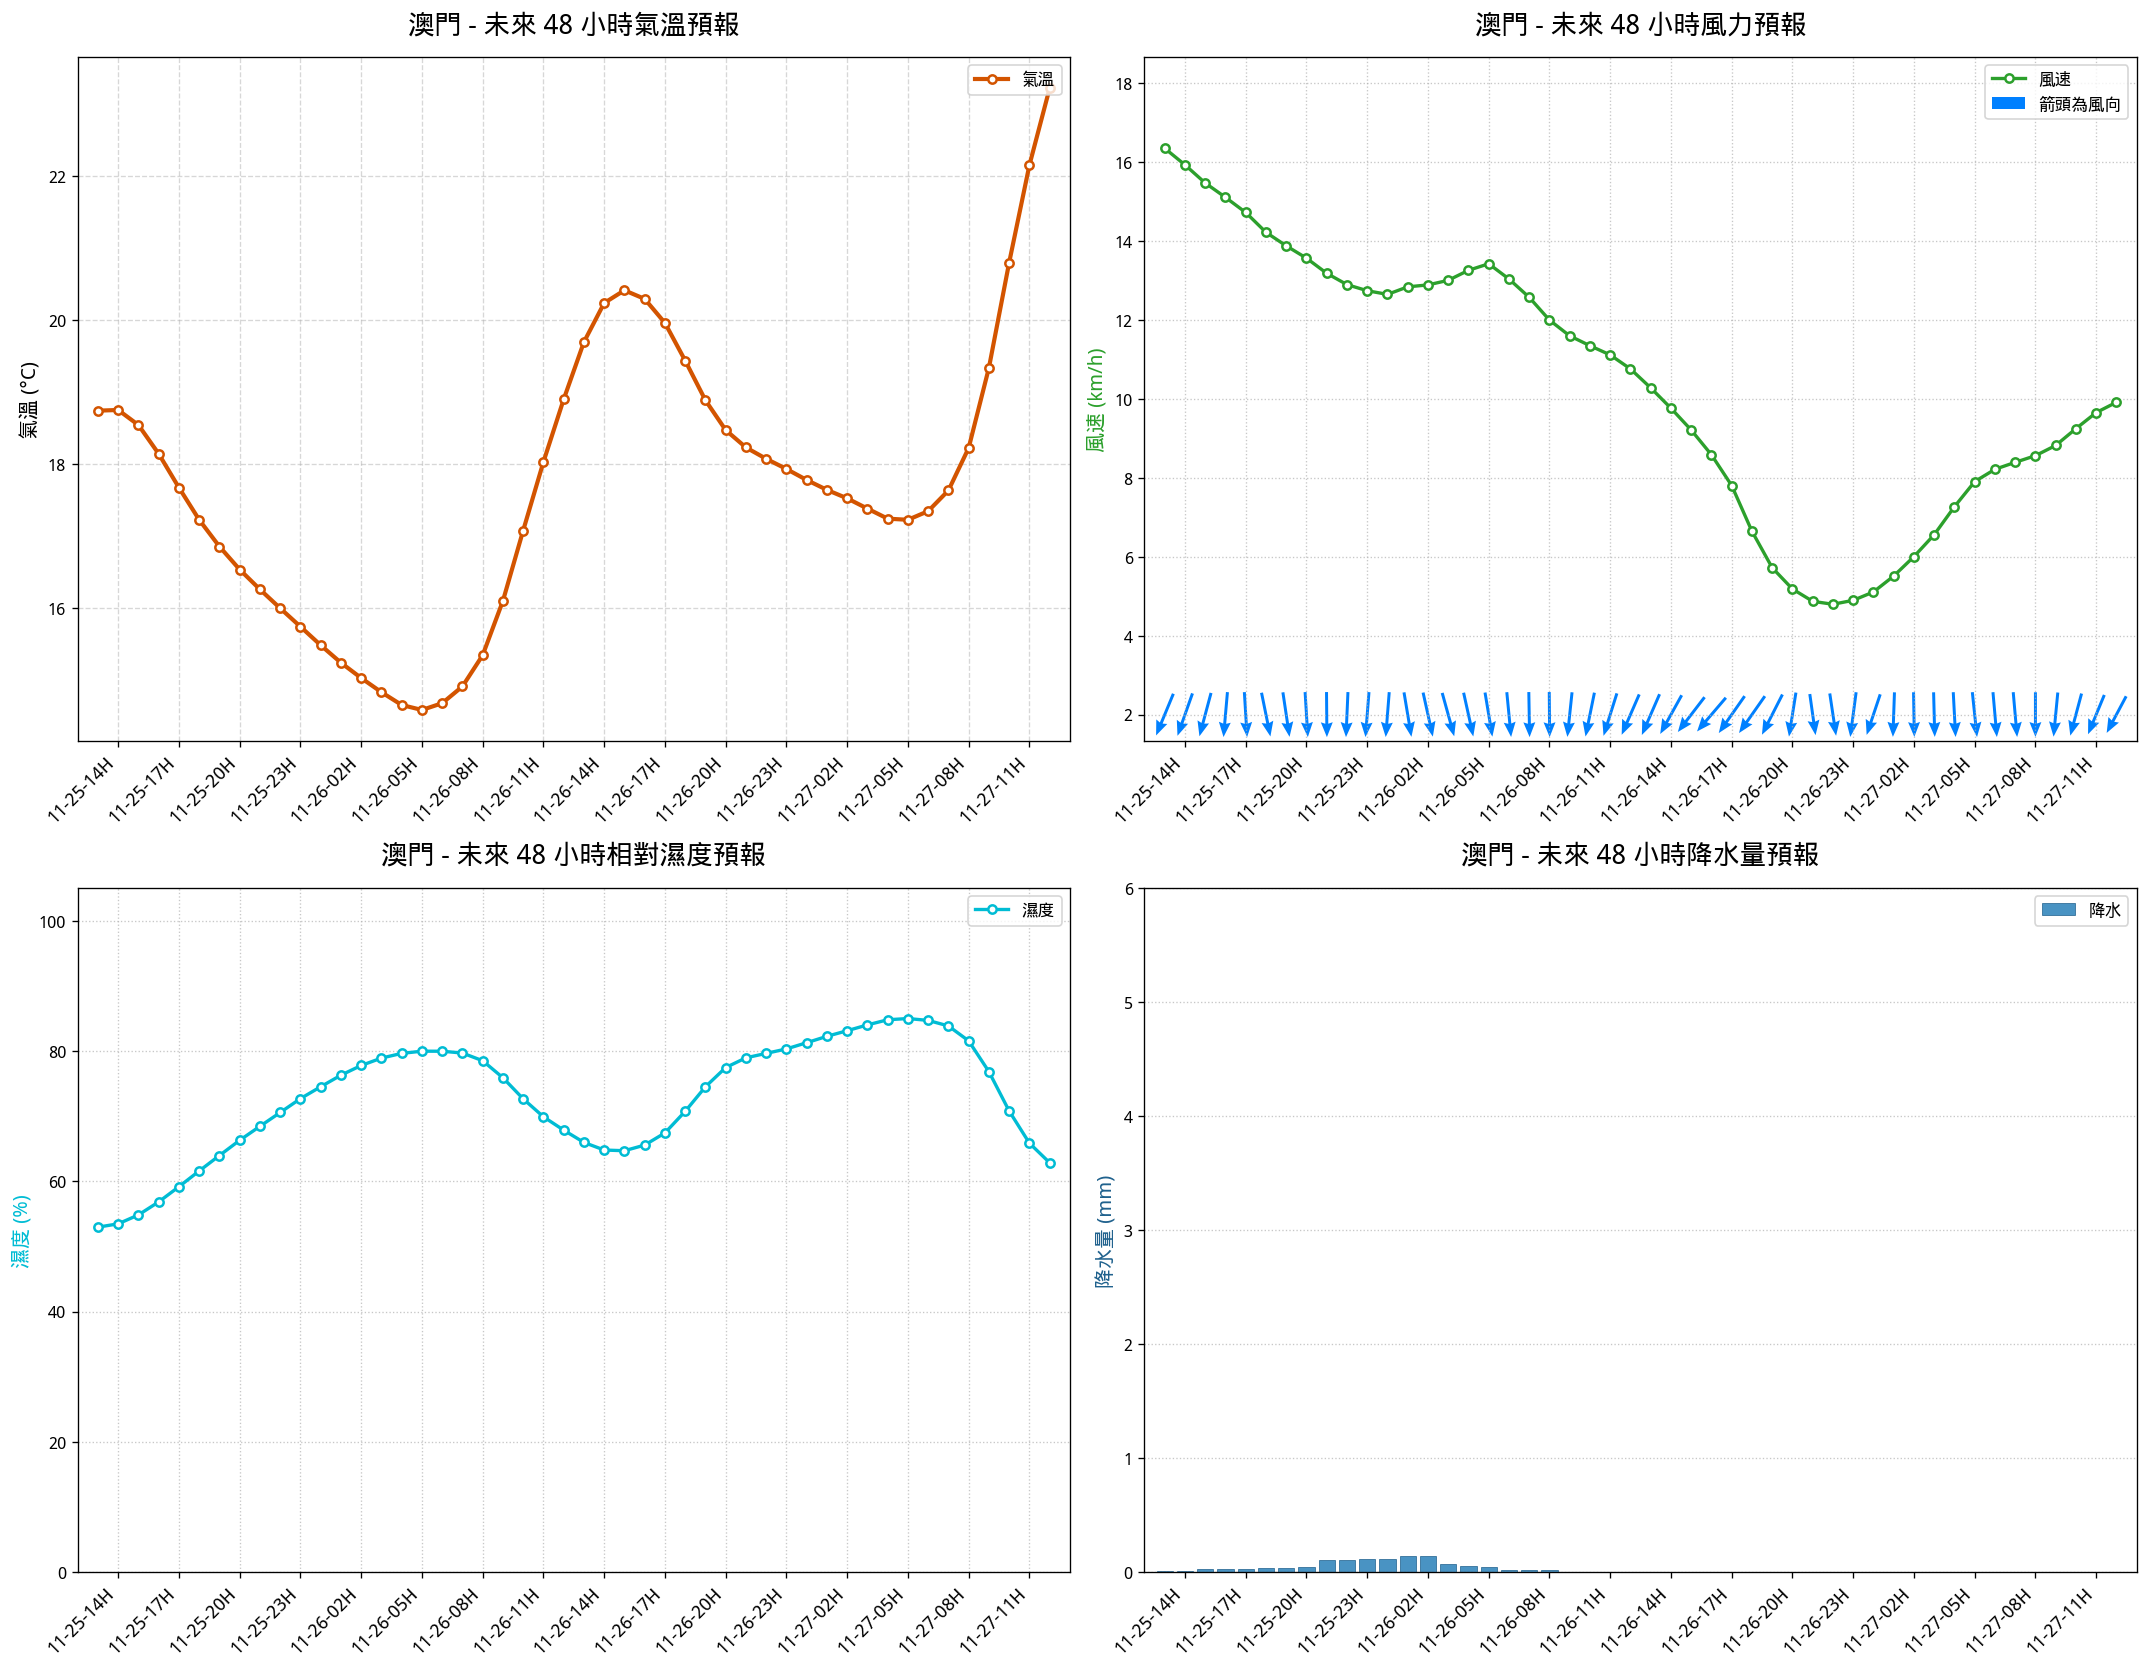 澳門 - 未來 48 小時氣溫預報
氣溫
22
20
18
16
氣溫 (°C)
11-25-14H
11-25-17H
11-25-20H
11-25-23H
11-26-02H
11-26-05H
11-26-08H
11-26-11H
11-26-14H
11-26-17H
11-26-20H
11-26-23H
11-27-02H
11-27-05H
11-27-08H
11-27-11H
澳門 - 未來 48 小時風力預報
風速
箭頭為風向
18
16
14
12
10
8
6
4
2
風速 (km/h)
11-25-14H
11-25-17H
11-25-20H
11-25-23H
11-26-02H
11-26-05H
11-26-08H
11-26-11H
11-26-14H
11-26-17H
11-26-20H
11-26-23H
11-27-02H
11-27-05H
11-27-08H
11-27-11H
澳門 - 未來 48 小時相對濕度預報
濕度
100
80
60
40
20
0
濕度 (%)
11-25-14H
11-25-17H
11-25-20H
11-25-23H
11-26-02H
11-26-05H
11-26-08H
11-26-11H
11-26-14H
11-26-17H
11-26-20H
11-26-23H
11-27-02H
11-27-05H
11-27-08H
11-27-11H
澳門 - 未來 48 小時降水量預報
降水
6
5
4
3
2
1
0
降水量 (mm)
11-25-14H
11-25-17H
11-25-20H
11-25-23H
11-26-02H
11-26-05H
11-26-08H
11-26-11H
11-26-14H
11-26-17H
11-26-20H
11-26-23H
11-27-02H
11-27-05H
11-27-08H
11-27-11H